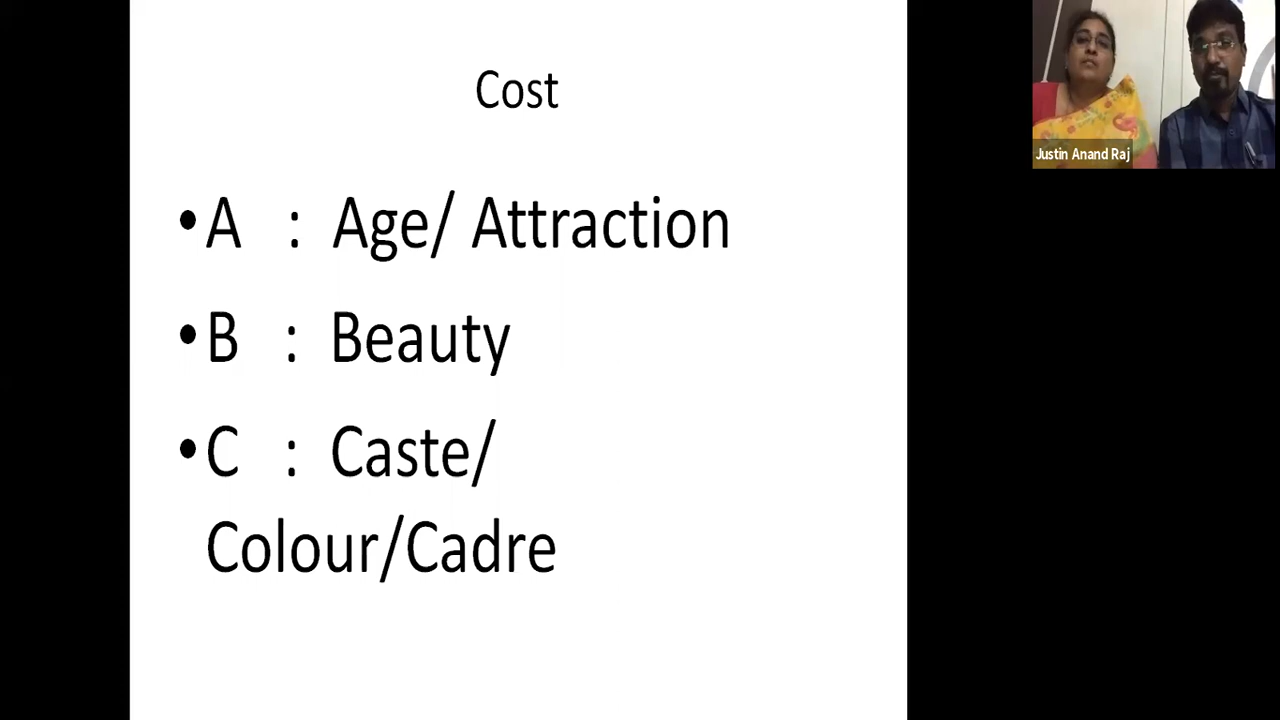 Cost
•A : Age/ Attraction
•B : Beauty
•C : Caste/
Colour/Cadre
Justin Anand Raj